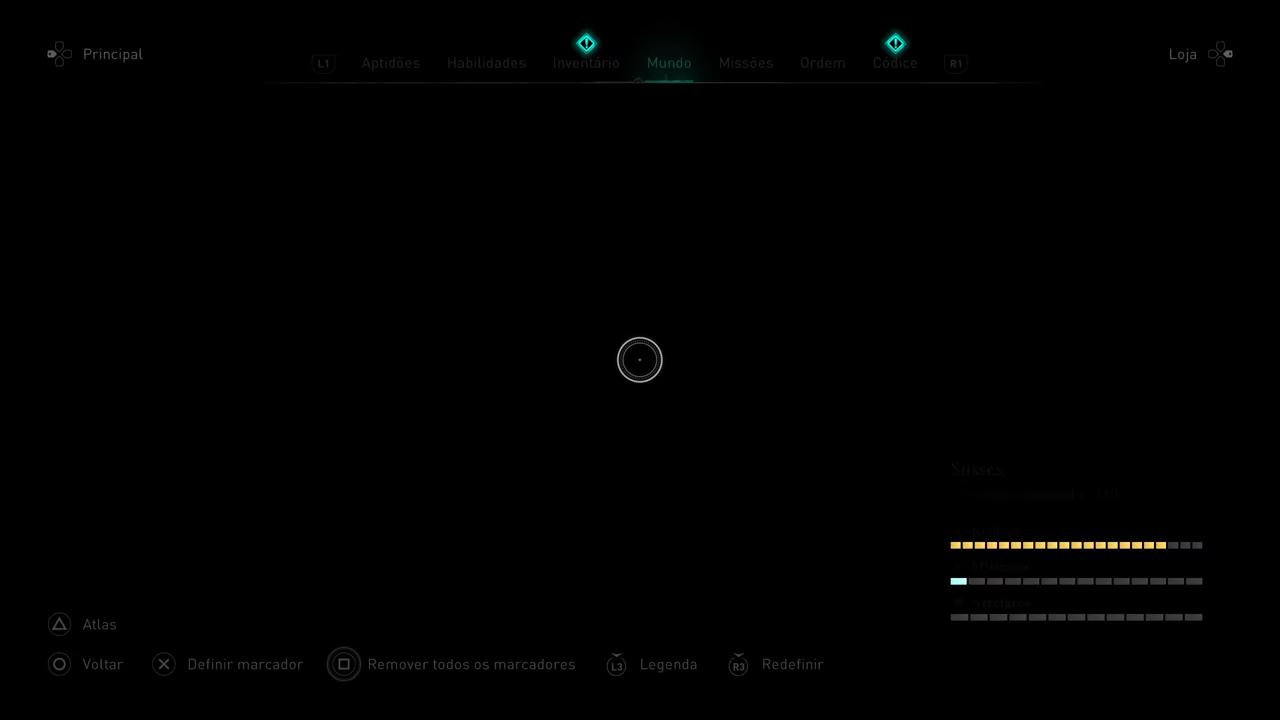 Principal
L1 Aptidões Habilidades Inventário Mundo Missões Ordem Códice R1
Loja
Atlas
Voltar Definir marcador Remover todos os marcadores L3 Legenda R3 Redefinir